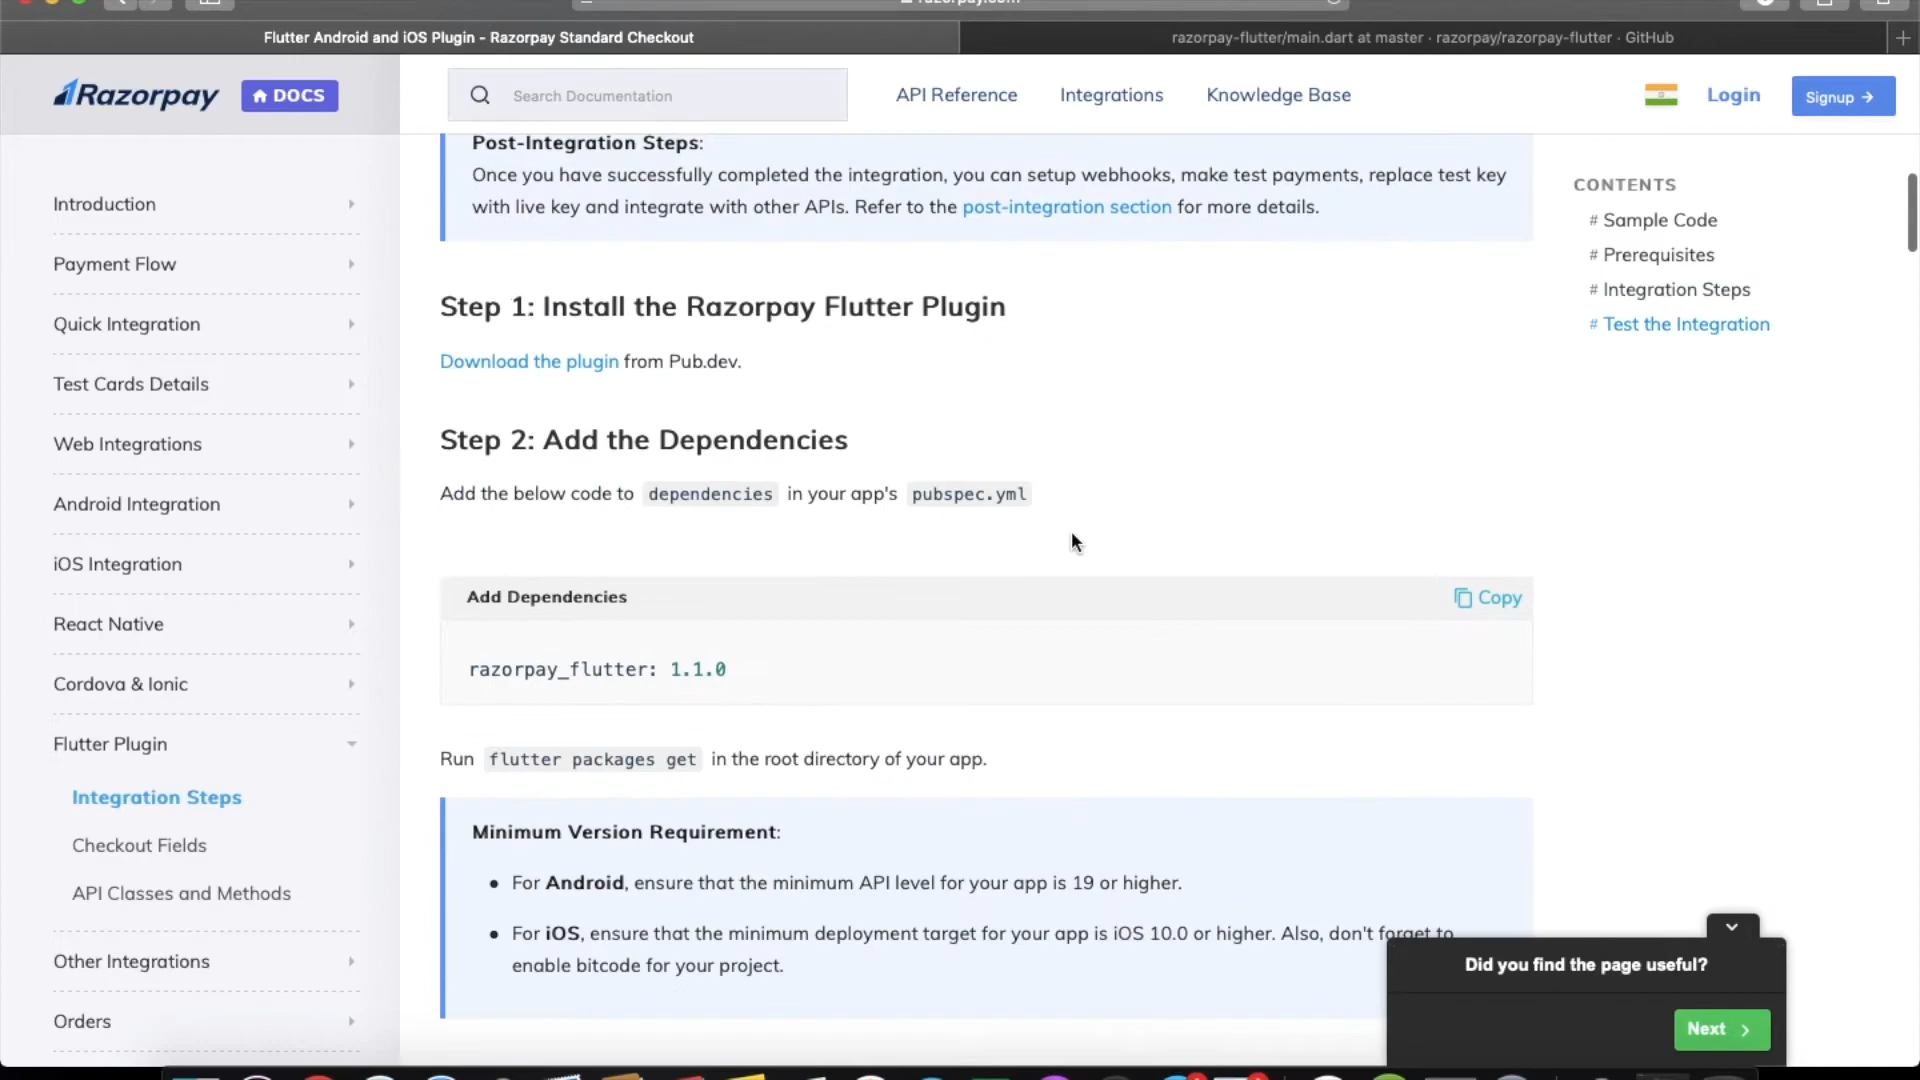 Flutter Android and iOS Plugin - Razorpay Standard Checkout
razorpay-flutter/main.dart at master · razorpay/razorpay-flutter · GitHub
Razorpay
DOCS
Search Documentation
API Reference
Integrations
Knowledge Base
Login
Signup →
Introduction
Payment Flow
Quick Integration
Test Cards Details
Web Integrations
Android Integration
iOS Integration
React Native
Cordova & Ionic
Flutter Plugin
Integration Steps
Checkout Fields
API Classes and Methods
Other Integrations
Orders
Post-Integration Steps:
Once you have successfully completed the integration, you can setup webhooks, make test payments, replace test key
with live key and integrate with other APIs. Refer to the post-integration section for more details.
Step 1: Install the Razorpay Flutter Plugin
Download the plugin from Pub.dev.
Step 2: Add the Dependencies
Add the below code to dependencies in your app's pubspec.yml
Add Dependencies
Copy
razorpay_flutter: 1.1.0
Run flutter packages get in the root directory of your app.
Minimum Version Requirement:
• For Android, ensure that the minimum API level for your app is 19 or higher.
• For iOS, ensure that the minimum deployment target for your app is iOS 10.0 or higher. Also, don't forget to
enable bitcode for your project.
CONTENTS
# Sample Code
# Prerequisites
# Integration Steps
# Test the Integration
Did you find the page useful?
Next